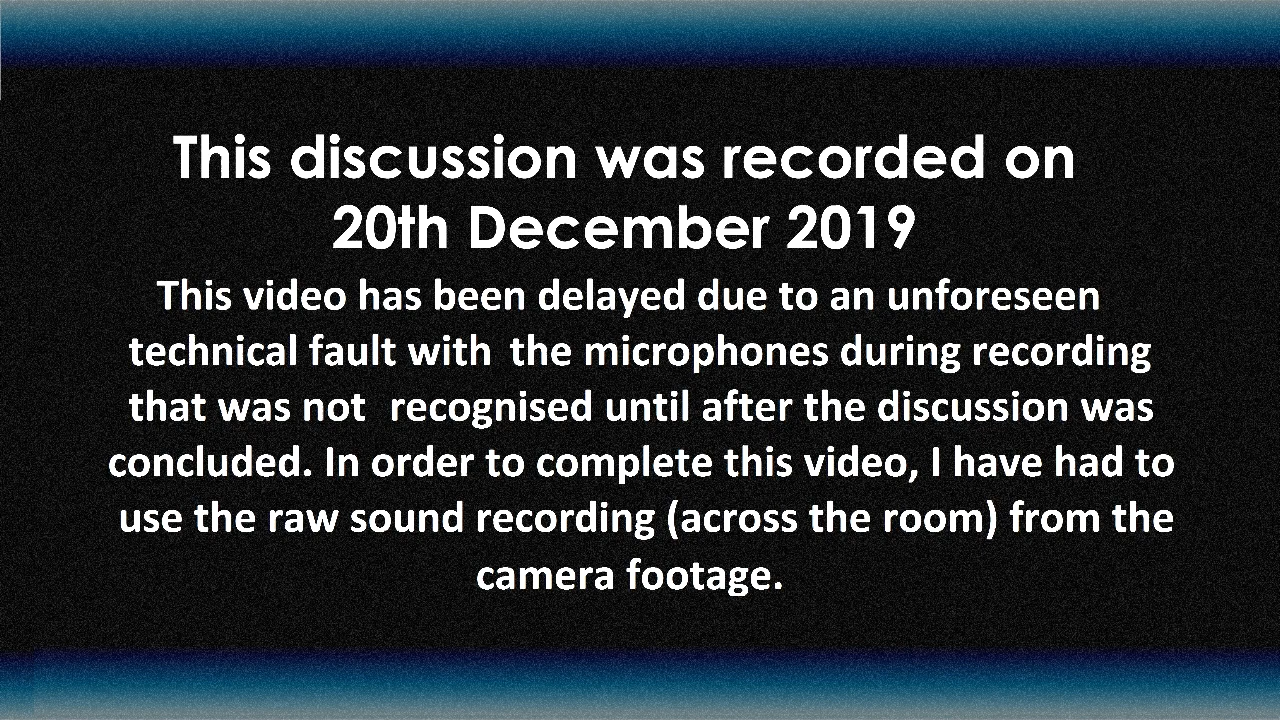 This discussion was recorded on
20th December 2019
This video has been delayed due to an unforeseen
technical fault with the microphones during recording
that was not recognised until after the discussion was
concluded. In order to complete this video, I have had to
use the raw sound recording (across the room) from the
camera footage.